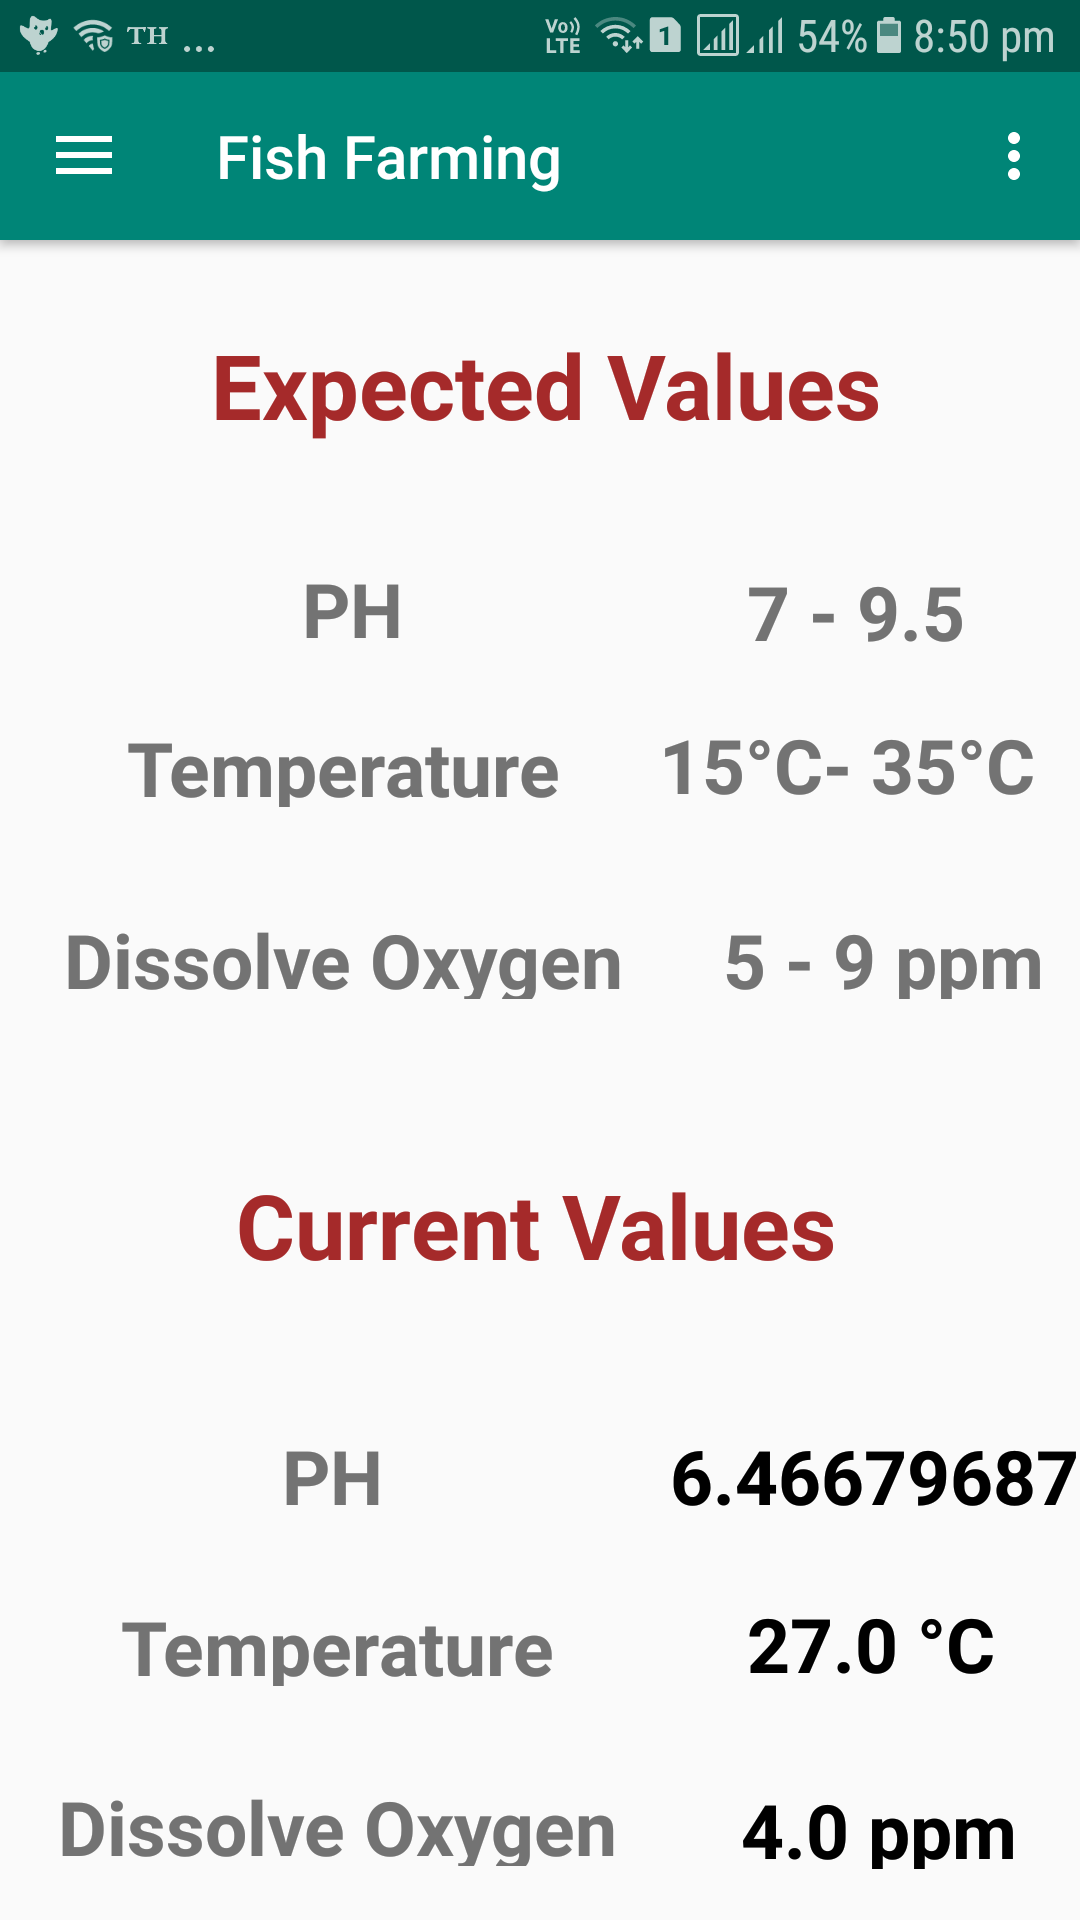 TH ... Vo)) LTE 1 54% 8:50 pm
Fish Farming
Expected Values
PH 7 - 9.5
Temperature 15°C- 35°C
Dissolve Oxygen 5 - 9 ppm
Current Values
PH 6.46679687
Temperature 27.0 °C
Dissolve Oxygen 4.0 ppm